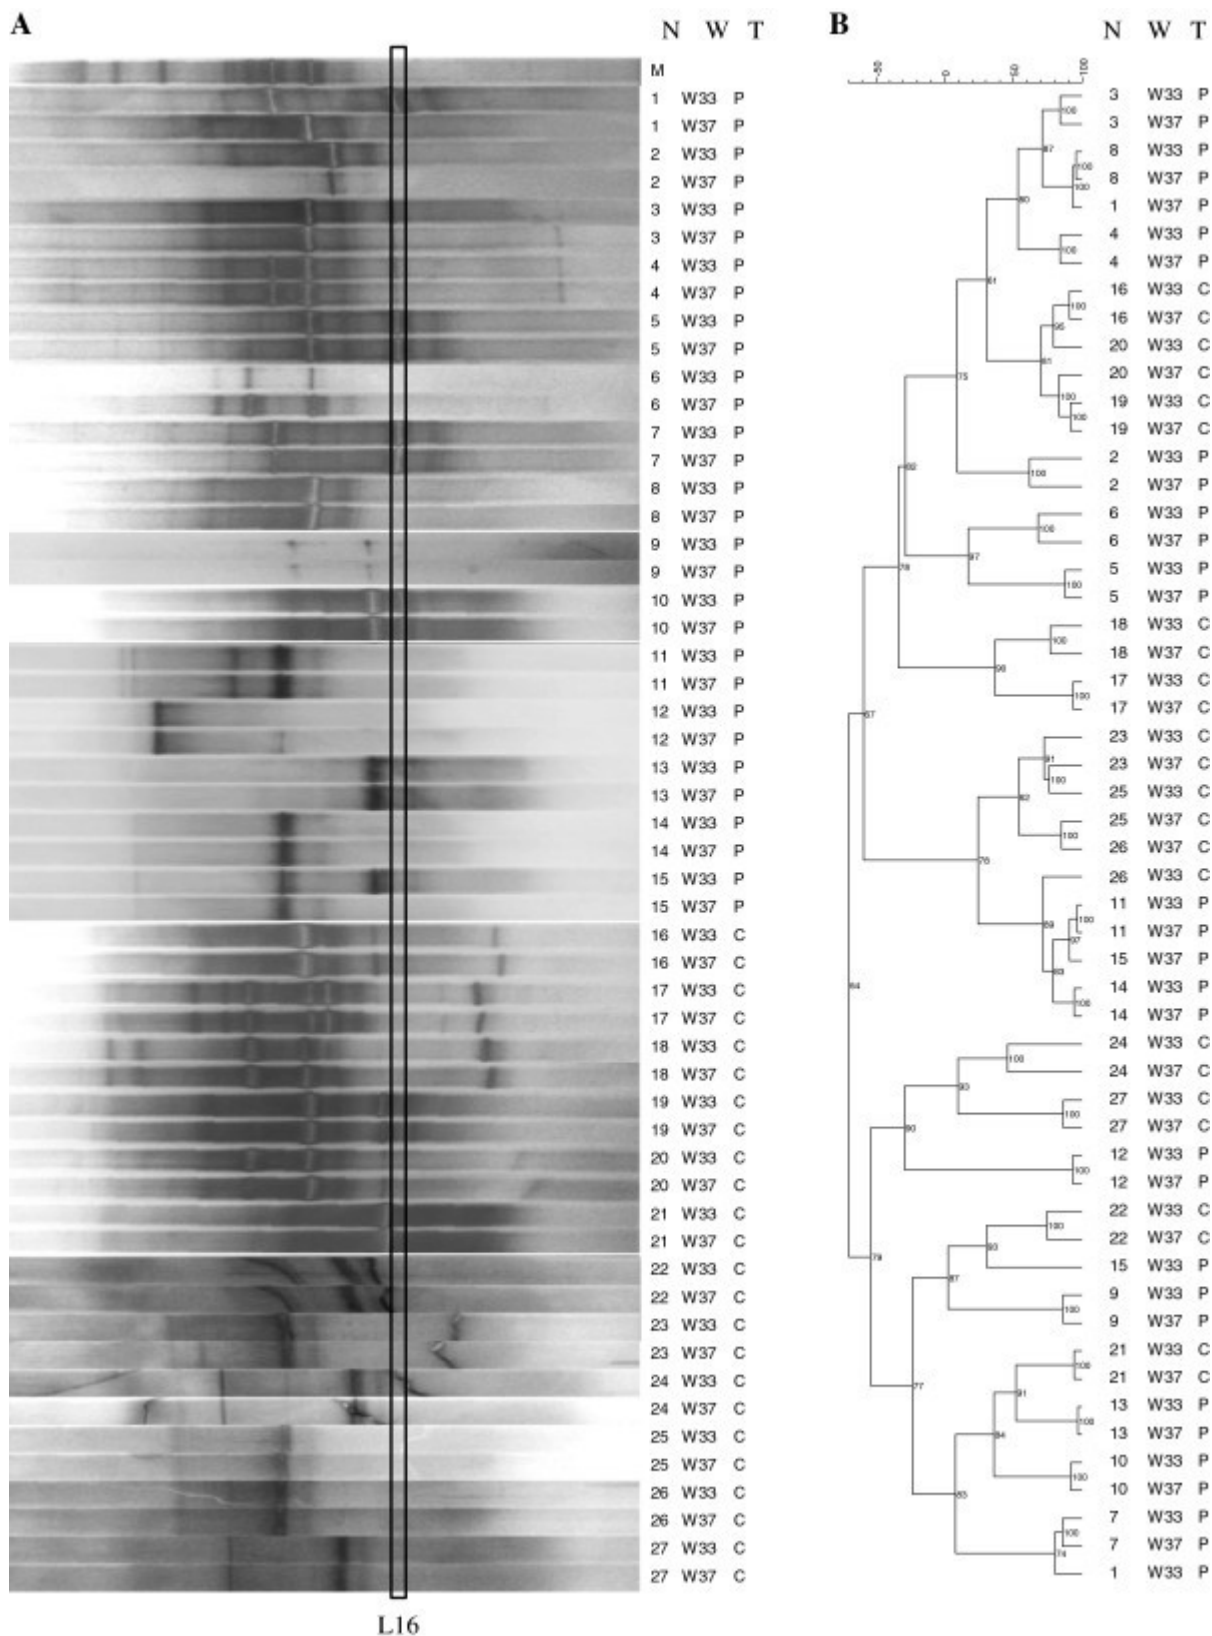 A N W T B N W T
-50 0 50 100
M
1 W33 P
1 W37 P
2 W33 P
2 W37 P
3 W33 P
3 W37 P
4 W33 P
4 W37 P
5 W33 P
5 W37 P
6 W33 P
6 W37 P
7 W33 P
7 W37 P
8 W33 P
8 W37 P
9 W33 P
9 W37 P
10 W33 P
10 W37 P
11 W33 P
11 W37 P
12 W33 P
12 W37 P
13 W33 P
13 W37 P
14 W33 P
14 W37 P
15 W33 P
15 W37 P
16 W33 C
16 W37 C
17 W33 C
17 W37 C
18 W33 C
18 W37 C
19 W33 C
19 W37 C
20 W33 C
20 W37 C
21 W33 C
21 W37 C
22 W33 C
22 W37 C
23 W33 C
23 W37 C
24 W33 C
24 W37 C
25 W33 C
25 W37 C
26 W33 C
26 W37 C
27 W33 C
27 W37 C
L16
3 W33 P
3 W37 P
8 W33 P
8 W37 P
1 W37 P
4 W33 P
4 W37 P
16 W33 C
16 W37 C
20 W33 C
20 W37 C
19 W33 C
19 W37 C
2 W33 P
2 W37 P
6 W33 P
6 W37 P
5 W33 P
5 W37 P
18 W33 C
18 W37 C
17 W33 C
17 W37 C
23 W33 C
23 W37 C
25 W33 C
25 W37 C
26 W37 C
26 W33 C
11 W33 P
11 W37 P
15 W37 P
14 W33 P
14 W37 P
24 W33 C
24 W37 C
27 W33 C
27 W37 C
12 W33 P
12 W37 P
22 W33 C
22 W37 C
15 W33 P
9 W33 P
9 W37 P
21 W33 C
21 W37 C
13 W33 P
13 W37 P
10 W33 P
10 W37 P
7 W33 P
7 W37 P
1 W33 P